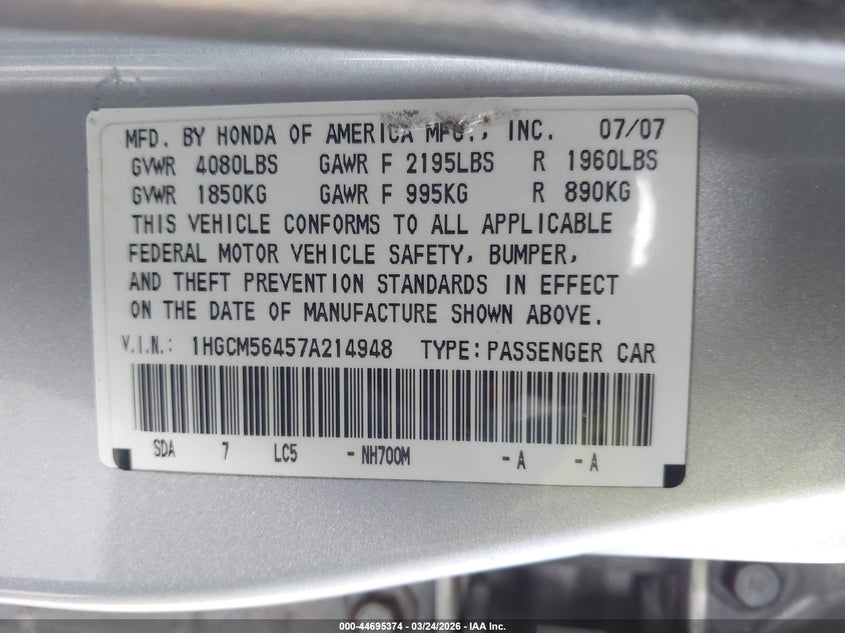 MFD. BY HONDA OF AMERICA MFG., INC. 07/07
GVWR 4080LBS GAWR F 2195LBS R 1960LBS
GVWR 1850KG GAWR F 995KG R 890KG
THIS VEHICLE CONFORMS TO ALL APPLICABLE
FEDERAL MOTOR VEHICLE SAFETY, BUMPER,
AND THEFT PREVENTION STANDARDS IN EFFECT
ON THE DATE OF MANUFACTURE SHOWN ABOVE.
V.I.N.: 1HGCM56457A214948 TYPE: PASSENGER CAR
SDA 7 LC5 - NH700M - A - A
000-44695374 | 03/24/2026 | IAA Inc.